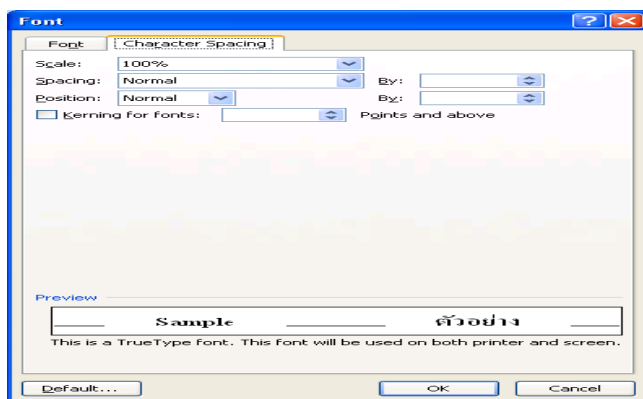 Font
Font Character Spacing
Scale: 100%
Spacing: Normal By:
Position: Normal By:
Kerning for fonts: Points and above
Preview
Sample ตัวอย่าง
This is a TrueType font. This font will be used on both printer and screen.
Default... OK Cancel